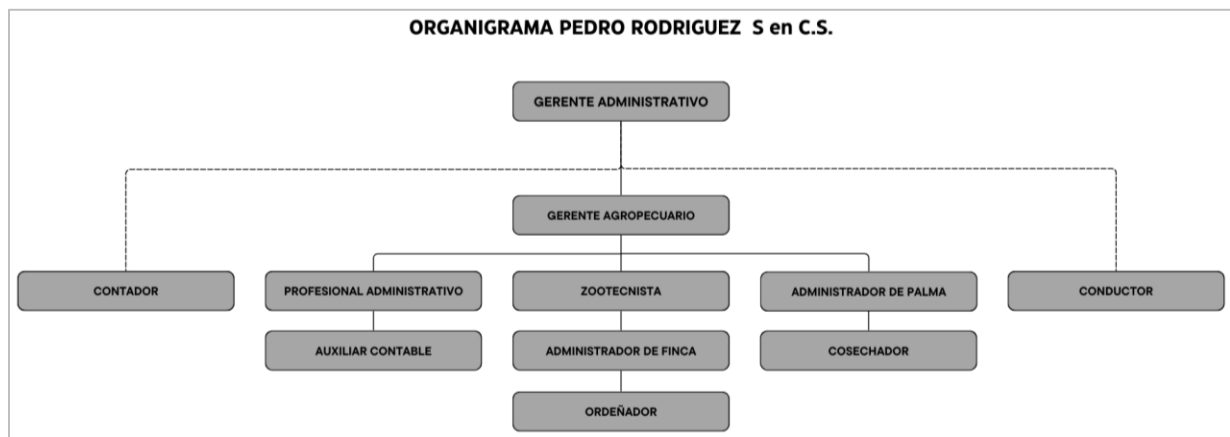 ORGANIGRAMA PEDRO RODRIGUEZ S en C.S.
GERENTE ADMINISTRATIVO
GERENTE AGROPECUARIO
CONTADOR
PROFESIONAL ADMINISTRATIVO
ZOOTECNISTA
ADMINISTRADOR DE PALMA
CONDUCTOR
AUXILIAR CONTABLE
ADMINISTRADOR DE FINCA
COSECHADOR
ORDEÑADOR